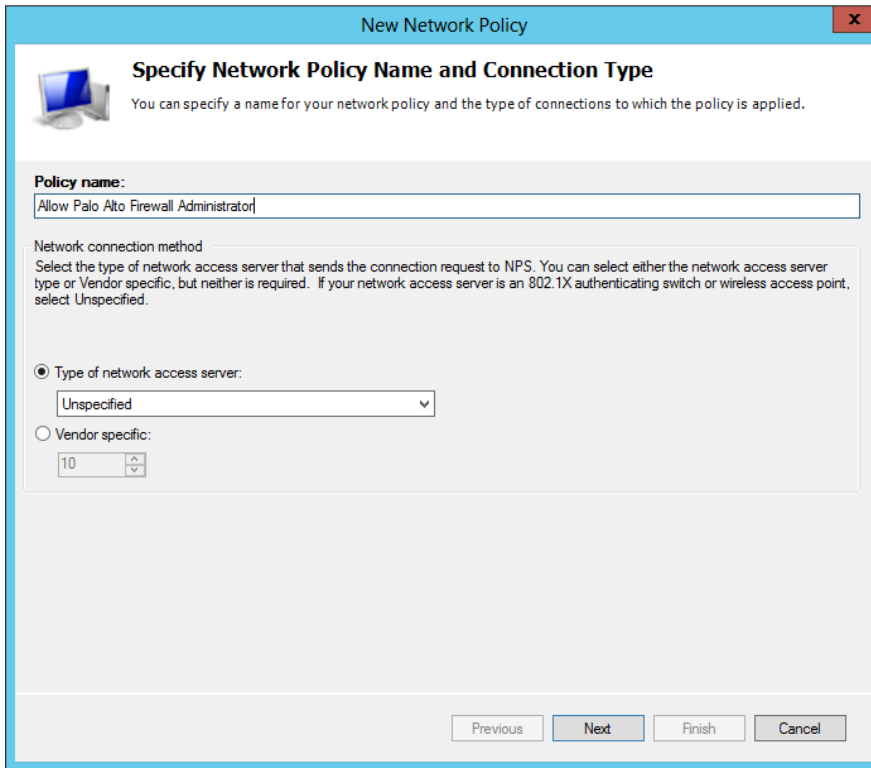 New Network Policy
x
Specify Network Policy Name and Connection Type
You can specify a name for your network policy and the type of connections to which the policy is applied.
Policy name:
Allow Palo Alto Firewall Administrator
Network connection method
Select the type of network access server that sends the connection request to NPS. You can select either the network access server
type or Vendor specific, but neither is required.  If your network access server is an 802.1X authenticating switch or wireless access point,
select Unspecified.
Type of network access server:
Unspecified
Vendor specific:
10
Previous Next Finish Cancel